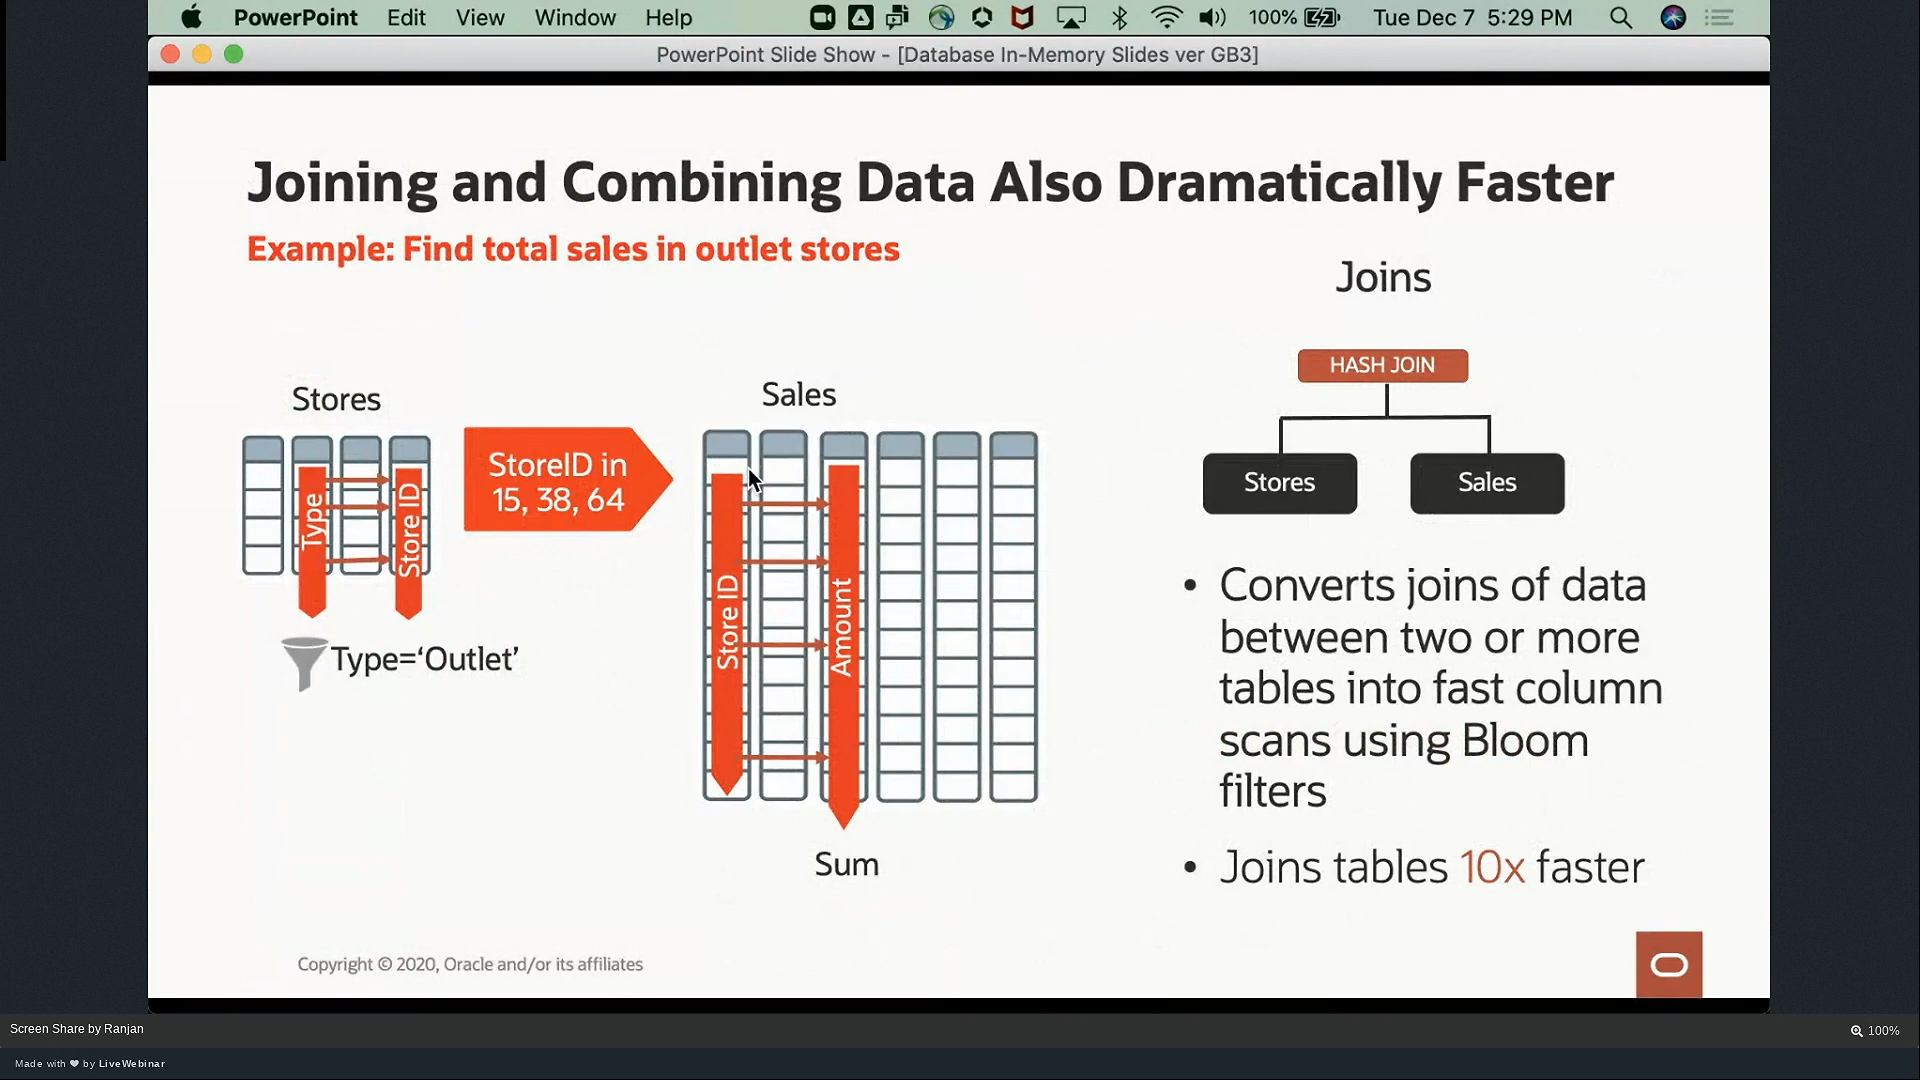 PowerPoint Edit View Window Help 100% Tue Dec 7 5:29 PM
PowerPoint Slide Show - [Database In-Memory Slides ver GB3]
Joining and Combining Data Also Dramatically Faster
Example: Find total sales in outlet stores
Joins
HASH JOIN
Stores
Sales
Stores
Type
Store ID
StoreID in
15, 38, 64
Type=‘Outlet’
Sales
Store ID
Amount
Sum
• Converts joins of data
between two or more
tables into fast column
scans using Bloom
filters
• Joins tables 10x faster
Copyright © 2020, Oracle and/or its affiliates
Screen Share by Ranjan
100%
Made with ❤ by LiveWebinar